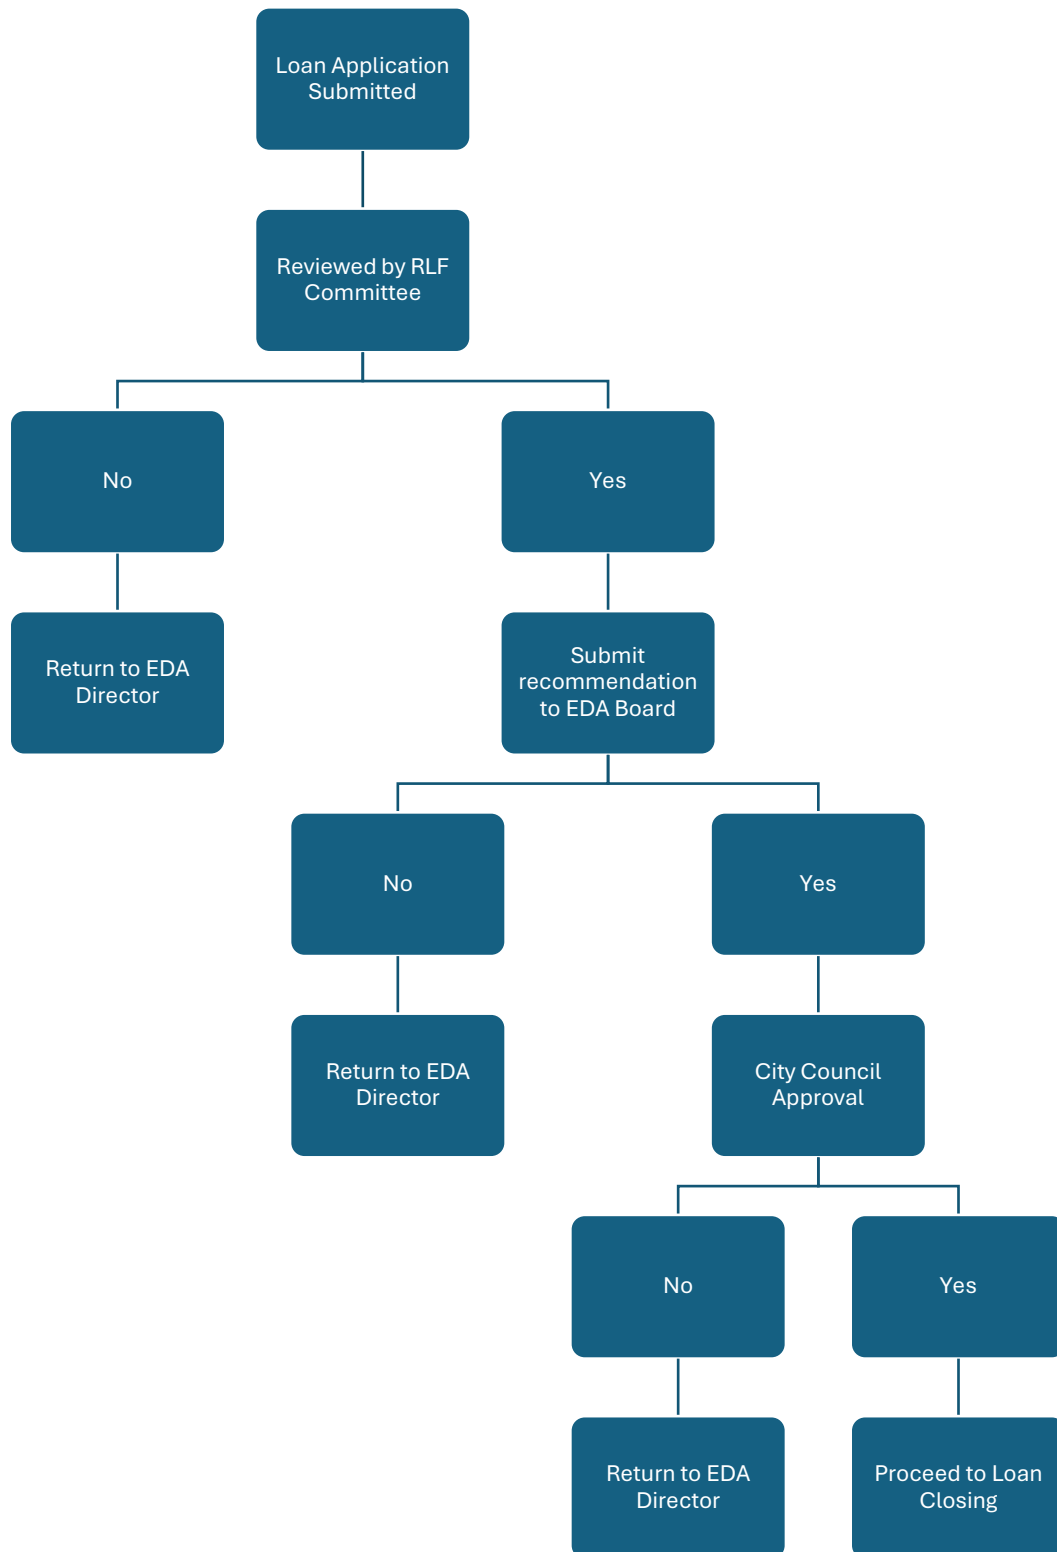 Loan Application
Submitted
Reviewed by RLF
Committee
No
Yes
Return to EDA
Director
Submit
recommendation
to EDA Board
No
Yes
Return to EDA
Director
City Council
Approval
No
Yes
Return to EDA
Director
Proceed to Loan
Closing